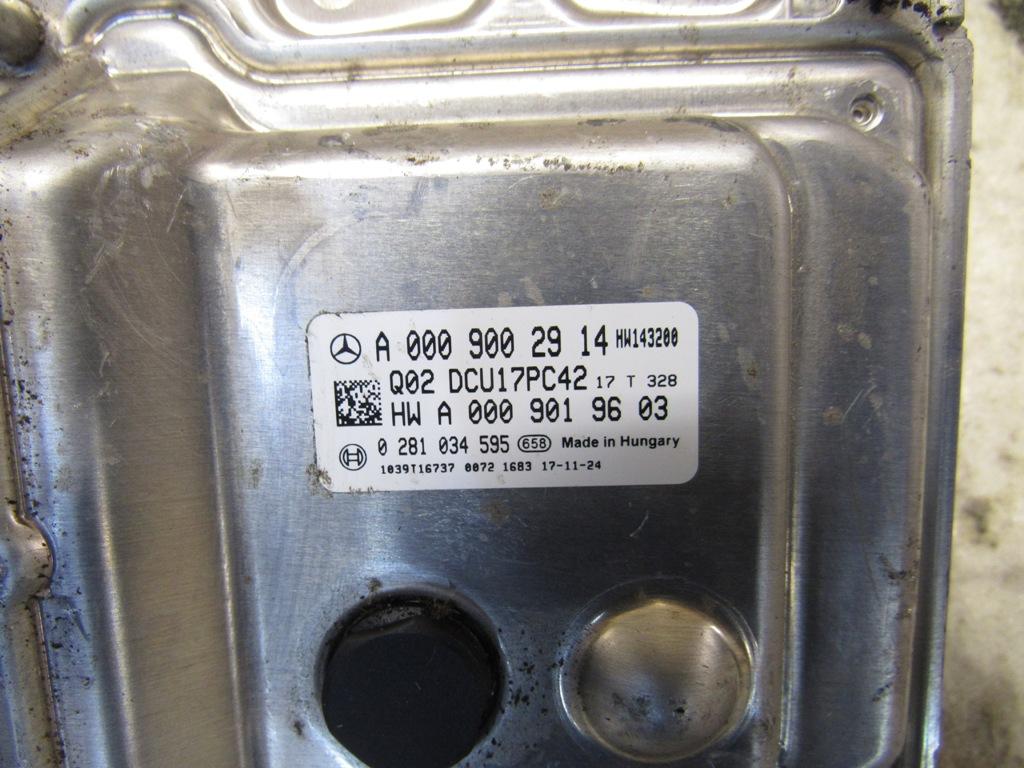 A 000 900 29 14 HW143200
Q02 DCU17PC42 17 T 328
HW A 000 901 96 03
0 281 034 595 658 Made in Hungary
1039T16737 0072 1683 17-11-24